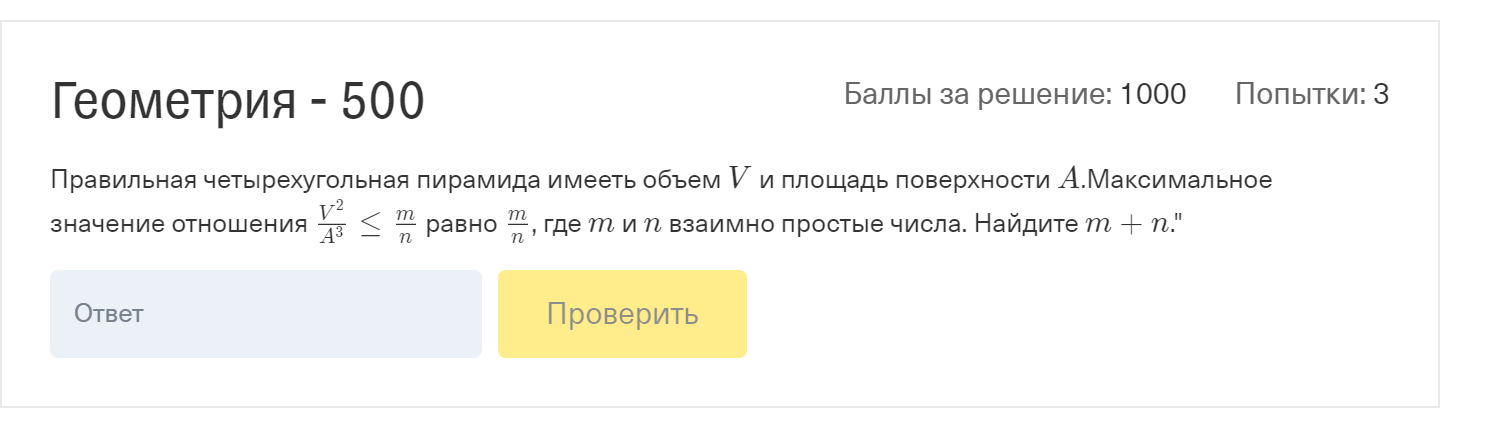 Геометрия - 500
Баллы за решение: 1000 Попытки: 3
Правильная четырехугольная пирамида имееть объем V и площадь поверхности A.Максимальное
значение отношения \frac{V^2}{A^3} ≤ \frac{m}{n} равно \frac{m}{n}, где m и n взаимно простые числа. Найдите m + n."
Ответ
Проверить